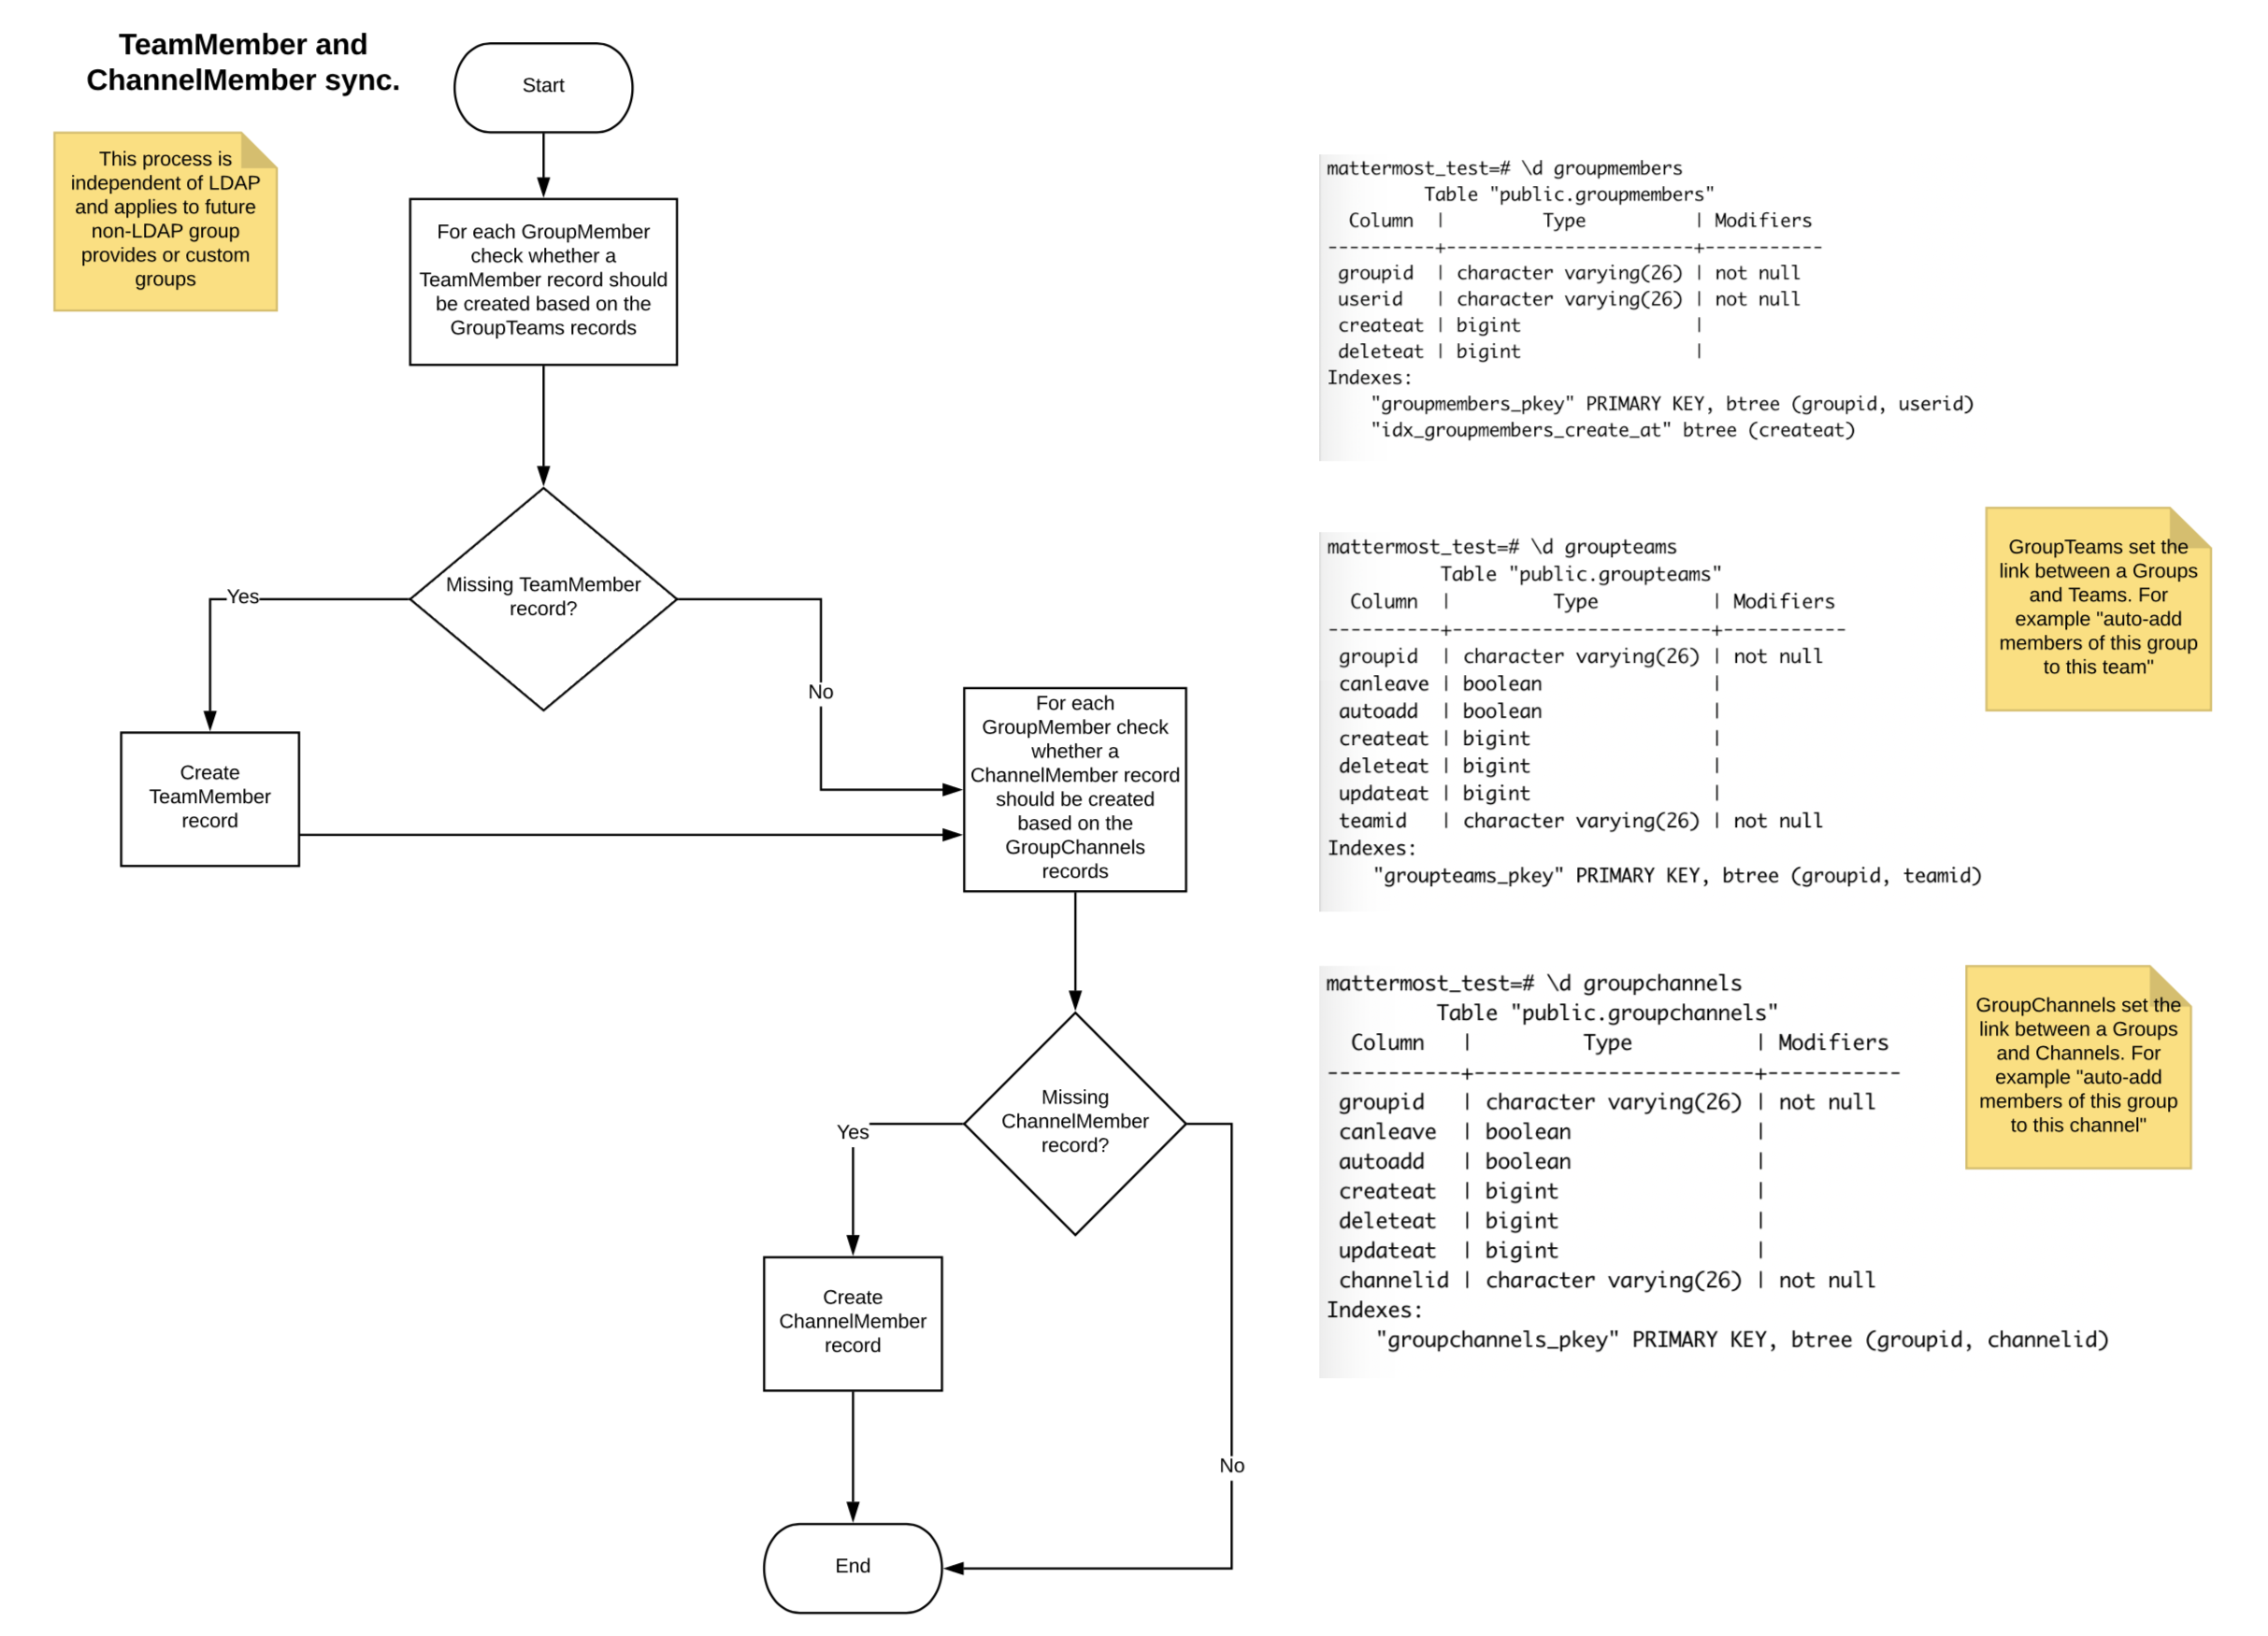 TeamMember and
ChannelMember sync.
Start
This process is
independent of LDAP
and applies to future
non-LDAP group
provides or custom
groups
For each GroupMember
check whether a
TeamMember record should
be created based on the
GroupTeams records
Missing TeamMember
record?
Yes
No
Create
TeamMember
record
For each
GroupMember check
whether a
ChannelMember record
should be created
based on the
GroupChannels
records
Missing
ChannelMember
record?
Yes
No
Create
ChannelMember
record
End
mattermost_test=# \d groupmembers
Table "public.groupmembers"
Column | Type | Modifiers
----------+-----------------------+-----------
groupid | character varying(26) | not null
userid | character varying(26) | not null
createat | bigint |
deleteat | bigint |
Indexes:
"groupmembers_pkey" PRIMARY KEY, btree (groupid, userid)
"idx_groupmembers_create_at" btree (createat)
mattermost_test=# \d groupteams
Table "public.groupteams"
Column | Type | Modifiers
----------+-----------------------+-----------
groupid | character varying(26) | not null
canleave | boolean |
autoadd | boolean |
createat | bigint |
deleteat | bigint |
updateat | bigint |
teamid | character varying(26) | not null
Indexes:
"groupteams_pkey" PRIMARY KEY, btree (groupid, teamid)
GroupTeams set the
link between a Groups
and Teams. For
example "auto-add
members of this group
to this team"
mattermost_test=# \d groupchannels
Table "public.groupchannels"
Column | Type | Modifiers
-----------+-----------------------+-----------
groupid | character varying(26) | not null
canleave | boolean |
autoadd | boolean |
createat | bigint |
deleteat | bigint |
updateat | bigint |
channelid | character varying(26) | not null
Indexes:
"groupchannels_pkey" PRIMARY KEY, btree (groupid, channelid)
GroupChannels set the
link between a Groups
and Channels. For
example "auto-add
members of this group
to this channel"